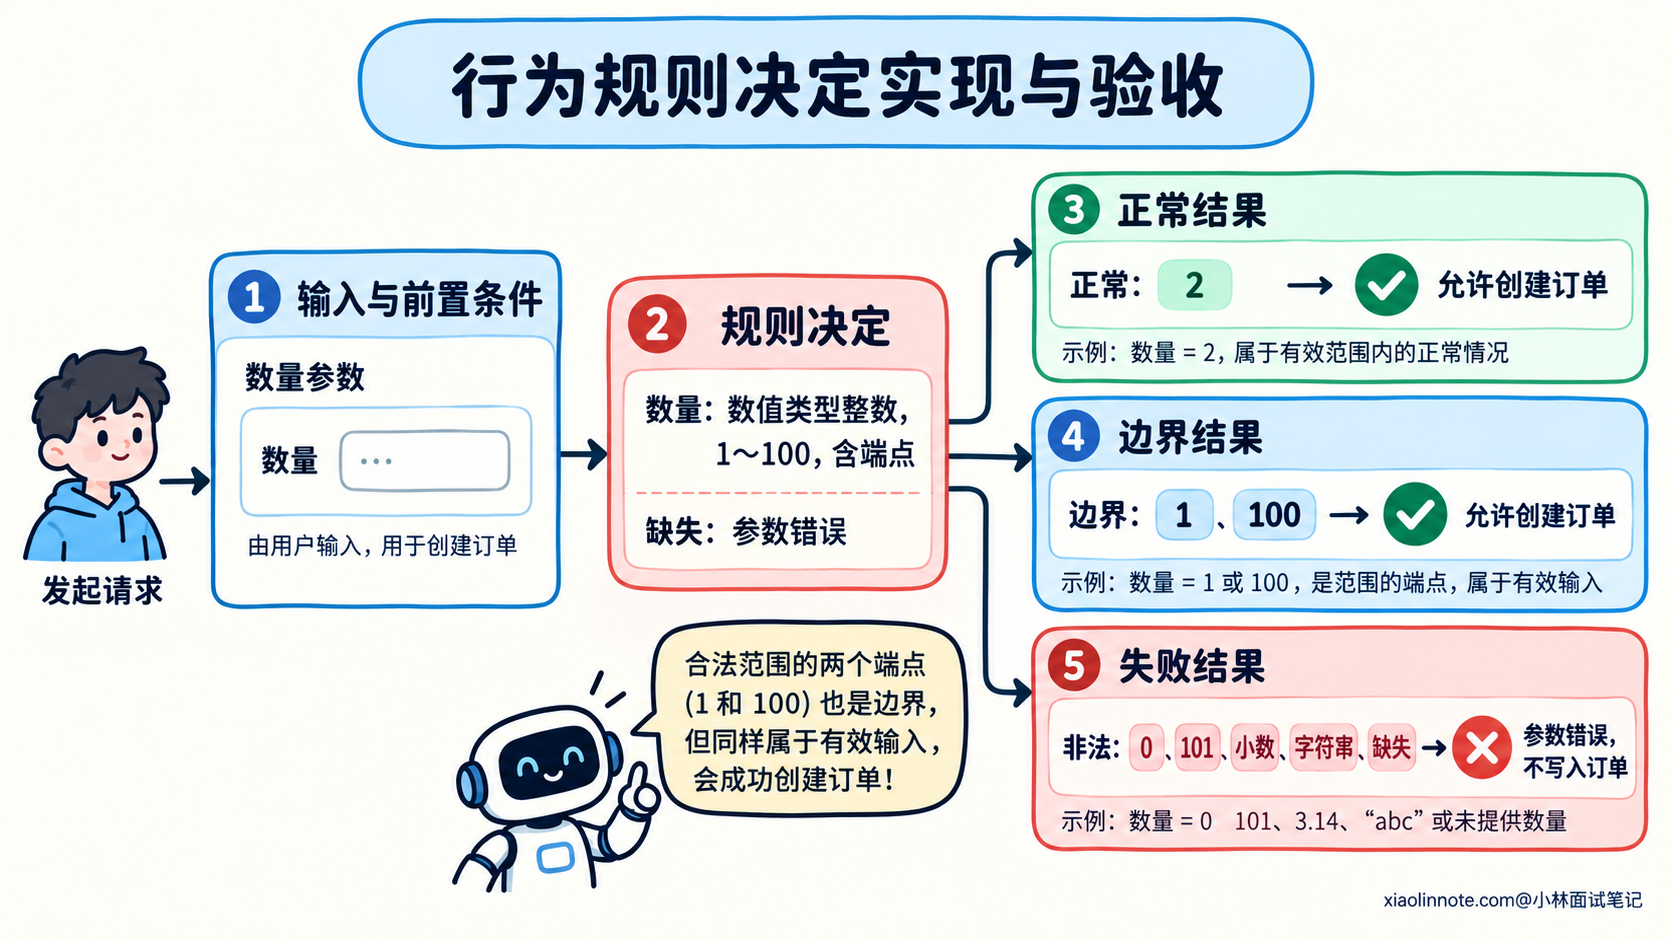 行为规则决定实现与验收
发起请求
1 输入与前置条件
数量参数
数量 ...
由用户输入，用于创建订单
2 规则决定
数量：数值类型整数，
1～100，含端点
缺失：参数错误
合法范围的两个端点
(1 和 100) 也是边界，
但同样属于有效输入，
会成功创建订单！
3 正常结果
正常： 2 → 允许创建订单
示例：数量 = 2，属于有效范围内的正常情况
4 边界结果
边界： 1 、 100 → 允许创建订单
示例：数量 = 1 或 100，是范围的端点，属于有效输入
5 失败结果
非法： 0 、 101 、 小数 、 字符串 、 缺失 → 参数错误，
不写入订单
示例：数量 = 0 101、3.14、“abc” 或未提供数量
xiaolinnote.com@小林面试笔记